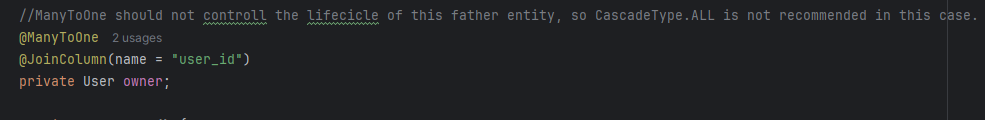 //ManyToOne should not controll the lifecicle of this father entity, so CascadeType.ALL is not recommended in this case.
@ManyToOne 2 usages
@JoinColumn(name = "user_id")
private User owner;